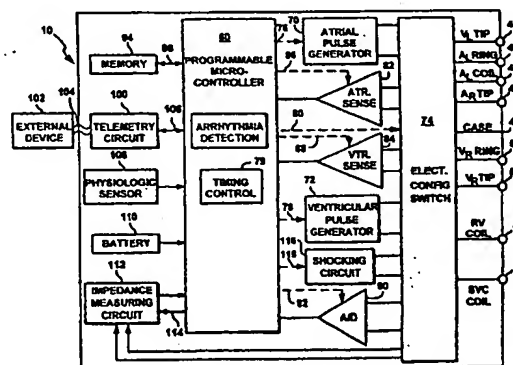 10
94
MEMORY
98
60
PROGRAMMABLE
MICRO-
CONTROLLER
ARRHYTHMIA
DETECTION
79
TIMING
CONTROL
102
EXTERNAL
DEVICE
104
100
TELEMETRY
CIRCUIT
106
108
PHYSIOLOGIC
SENSOR
110
BATTERY
112
IMPEDANCE
MEASURING
CIRCUIT
114
76
70
ATRIAL
PULSE
GENERATOR
96
82
ATR.
SENSE
80
84
VTR.
SENSE
72
VENTRICULAR
PULSE
GENERATOR
78
116
118
SHOCKING
CIRCUIT
92
90
A/D
74
ELECT.
CONFIG
SWITCH
VL TIP
AL RING
AL COIL
AR TIP
CASE
VR RING
VR TIP
RV
COIL
SVC
COIL